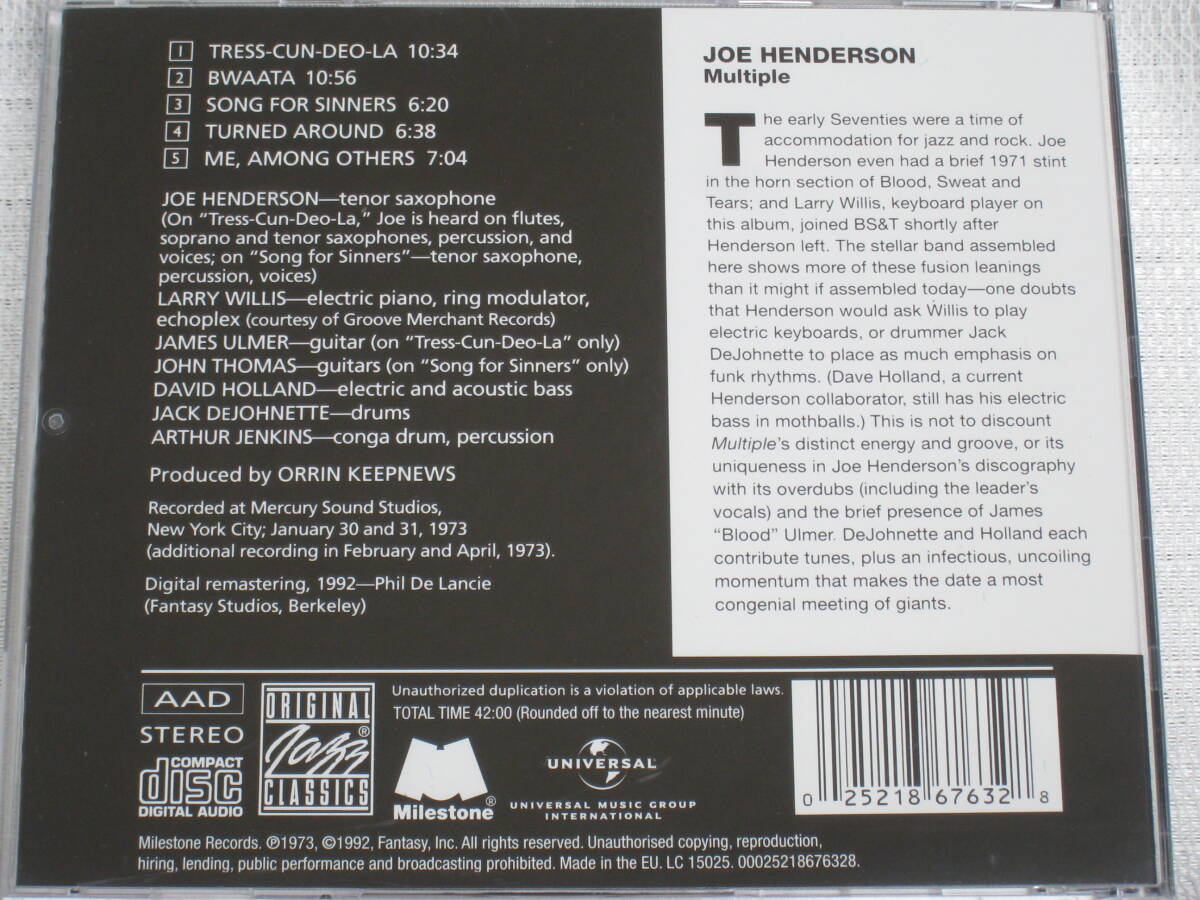 1 TRESS-CUN-DEO-LA 10:34
2 BWAATA 10:56
3 SONG FOR SINNERS 6:20
4 TURNED AROUND 6:38
5 ME, AMONG OTHERS 7:04
JOE HENDERSON—tenor saxophone
(On “Tress-Cun-Deo-La,” Joe is heard on flutes,
soprano and tenor saxophones, percussion, and
voices; on “Song for Sinners”—tenor saxophone,
percussion, voices)
LARRY WILLIS—electric piano, ring modulator,
echoplex (courtesy of Groove Merchant Records)
JAMES ULMER—guitar (on “Tress-Cun-Deo-La” only)
JOHN THOMAS—guitars (on “Song for Sinners” only)
DAVID HOLLAND—electric and acoustic bass
JACK DEJOHNETTE—drums
ARTHUR JENKINS—conga drum, percussion
Produced by ORRIN KEEPNEWS
Recorded at Mercury Sound Studios,
New York City; January 30 and 31, 1973
(additional recording in February and April, 1973).
Digital remastering, 1992—Phil De Lancie
(Fantasy Studios, Berkeley)
JOE HENDERSON
Multiple
The early Seventies were a time of
accommodation for jazz and rock. Joe
Henderson even had a brief 1971 stint
in the horn section of Blood, Sweat and
Tears; and Larry Willis, keyboard player on
this album, joined BS&T shortly after
Henderson left. The stellar band assembled
here shows more of these fusion leanings
than it might if assembled today—one doubts
that Henderson would ask Willis to play
electric keyboards, or drummer Jack
DeJohnette to place as much emphasis on
funk rhythms. (Dave Holland, a current
Henderson collaborator, still has his electric
bass in mothballs.) This is not to discount
Multiple’s distinct energy and groove, or its
uniqueness in Joe Henderson’s discography
with its overdubs (including the leader’s
vocals) and the brief presence of James
“Blood” Ulmer. DeJohnette and Holland each
contribute tunes, plus an infectious, uncoiling
momentum that makes the date a most
congenial meeting of giants.
AAD
STEREO
COMPACT
disc
DIGITAL AUDIO
ORIGINAL
Jazz®
CLASSICS
Unauthorized duplication is a violation of applicable laws.
TOTAL TIME 42:00 (Rounded off to the nearest minute)
Milestone®
UNIVERSAL
UNIVERSAL MUSIC GROUP
INTERNATIONAL
0 25218 67632 8
Milestone Records. ℗1973, ©1992, Fantasy, Inc. All rights reserved. Unauthorised copying, reproduction,
hiring, lending, public performance and broadcasting prohibited. Made in the EU. LC 15025. 00025218676328.